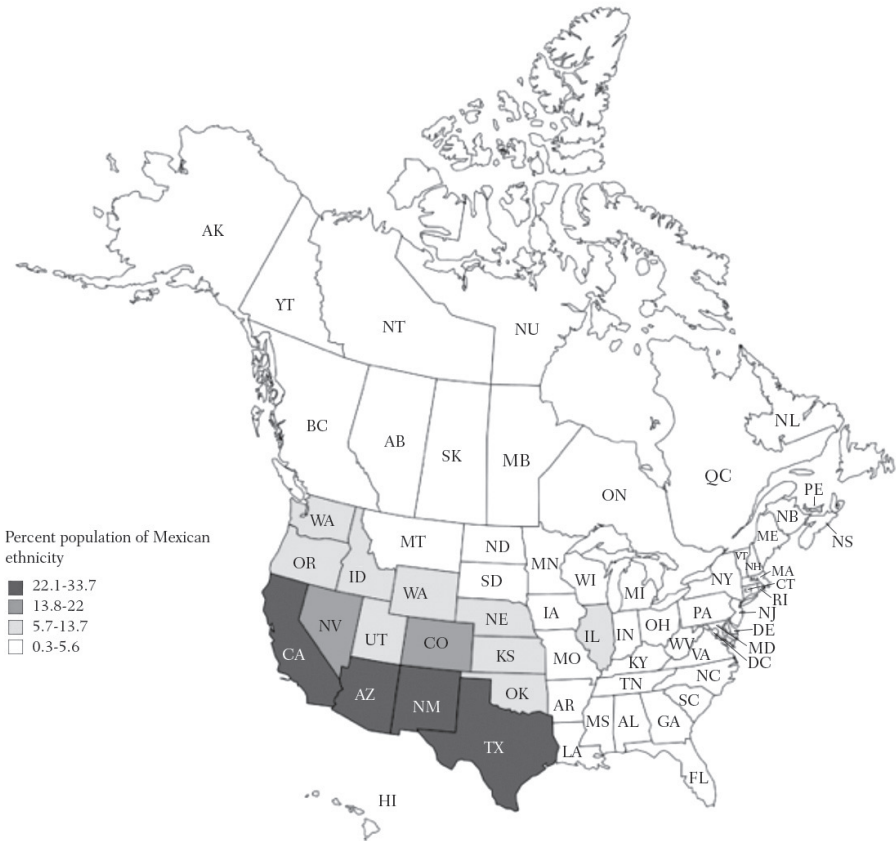 AK
YT
NT
NU
BC
AB
SK
MB
ON
QC
NL
PE
NB
NS
WA
MT
ND
MN
ME
VT
NH
MA
CT
RI
NY
OR
ID
WA
SD
WI
MI
Percent population of Mexican
ethnicity
22.1-33.7
13.8-22
5.7-13.7
0.3-5.6
NE
IA
IL
IN
OH
PA
NJ
DE
MD
DC
NV
UT
CO
KS
MO
KY
WV
VA
CA
AZ
NM
OK
AR
TN
NC
SC
TX
LA
MS
AL
GA
FL
HI